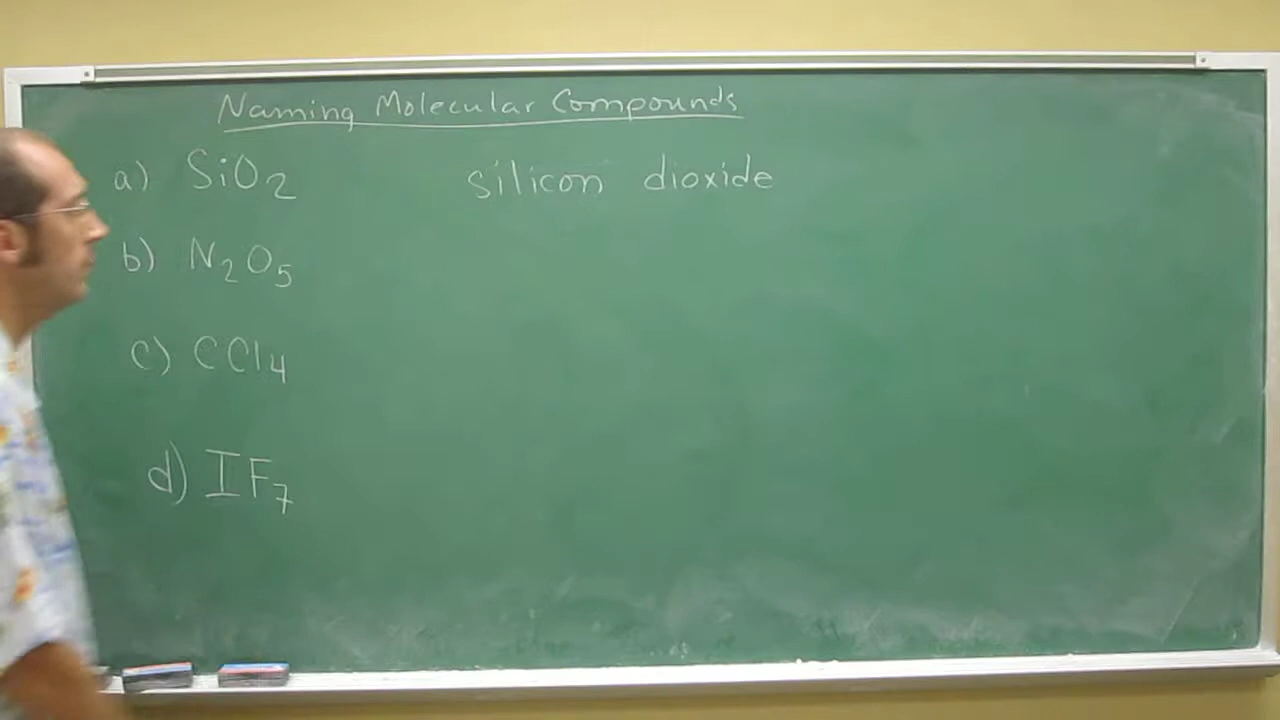 Naming Molecular Compounds
a) SiO2 silicon dioxide
b) N2O5
c) CCl4
d) IF7